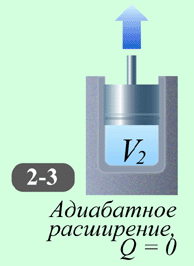 V₂
2-3
Адиабатное
расширение,
Q = 0